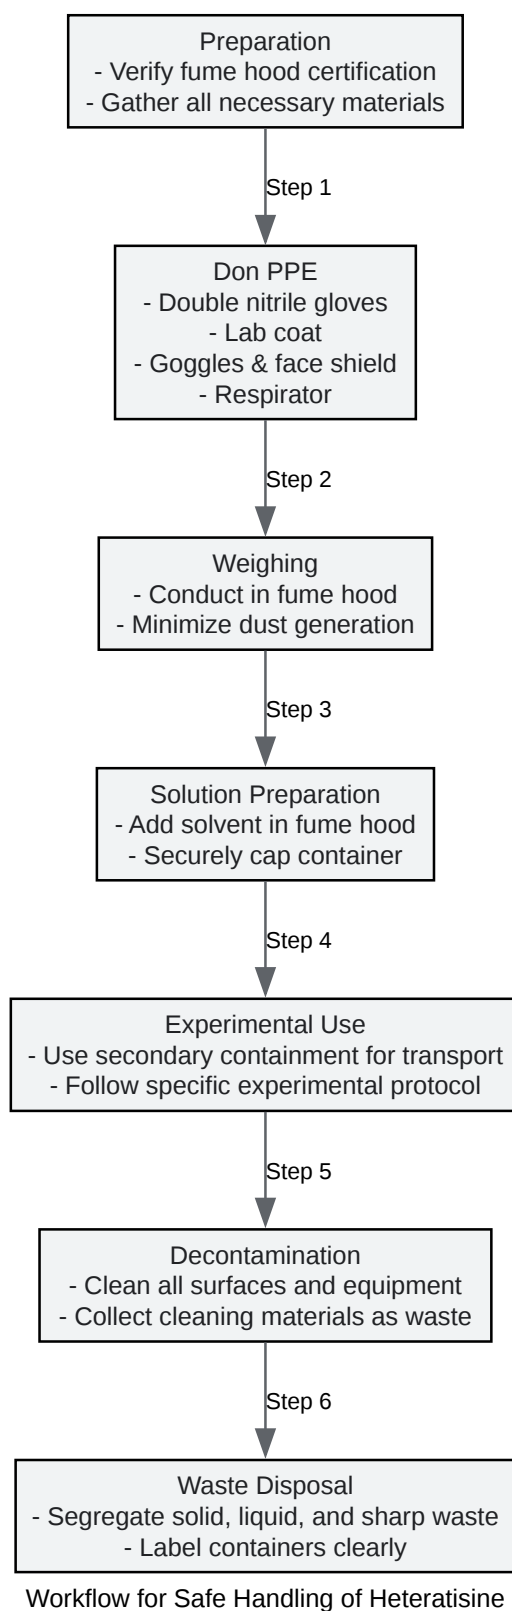 Preparation
- Verify fume hood certification
- Gather all necessary materials
Step 1
Don PPE
- Double nitrile gloves
- Lab coat
- Goggles & face shield
- Respirator
Step 2
Weighing
- Conduct in fume hood
- Minimize dust generation
Step 3
Solution Preparation
- Add solvent in fume hood
- Securely cap container
Step 4
Experimental Use
- Use secondary containment for transport
- Follow specific experimental protocol
Step 5
Decontamination
- Clean all surfaces and equipment
- Collect cleaning materials as waste
Step 6
Waste Disposal
- Segregate solid, liquid, and sharp waste
- Label containers clearly
Workflow for Safe Handling of Heteratisine